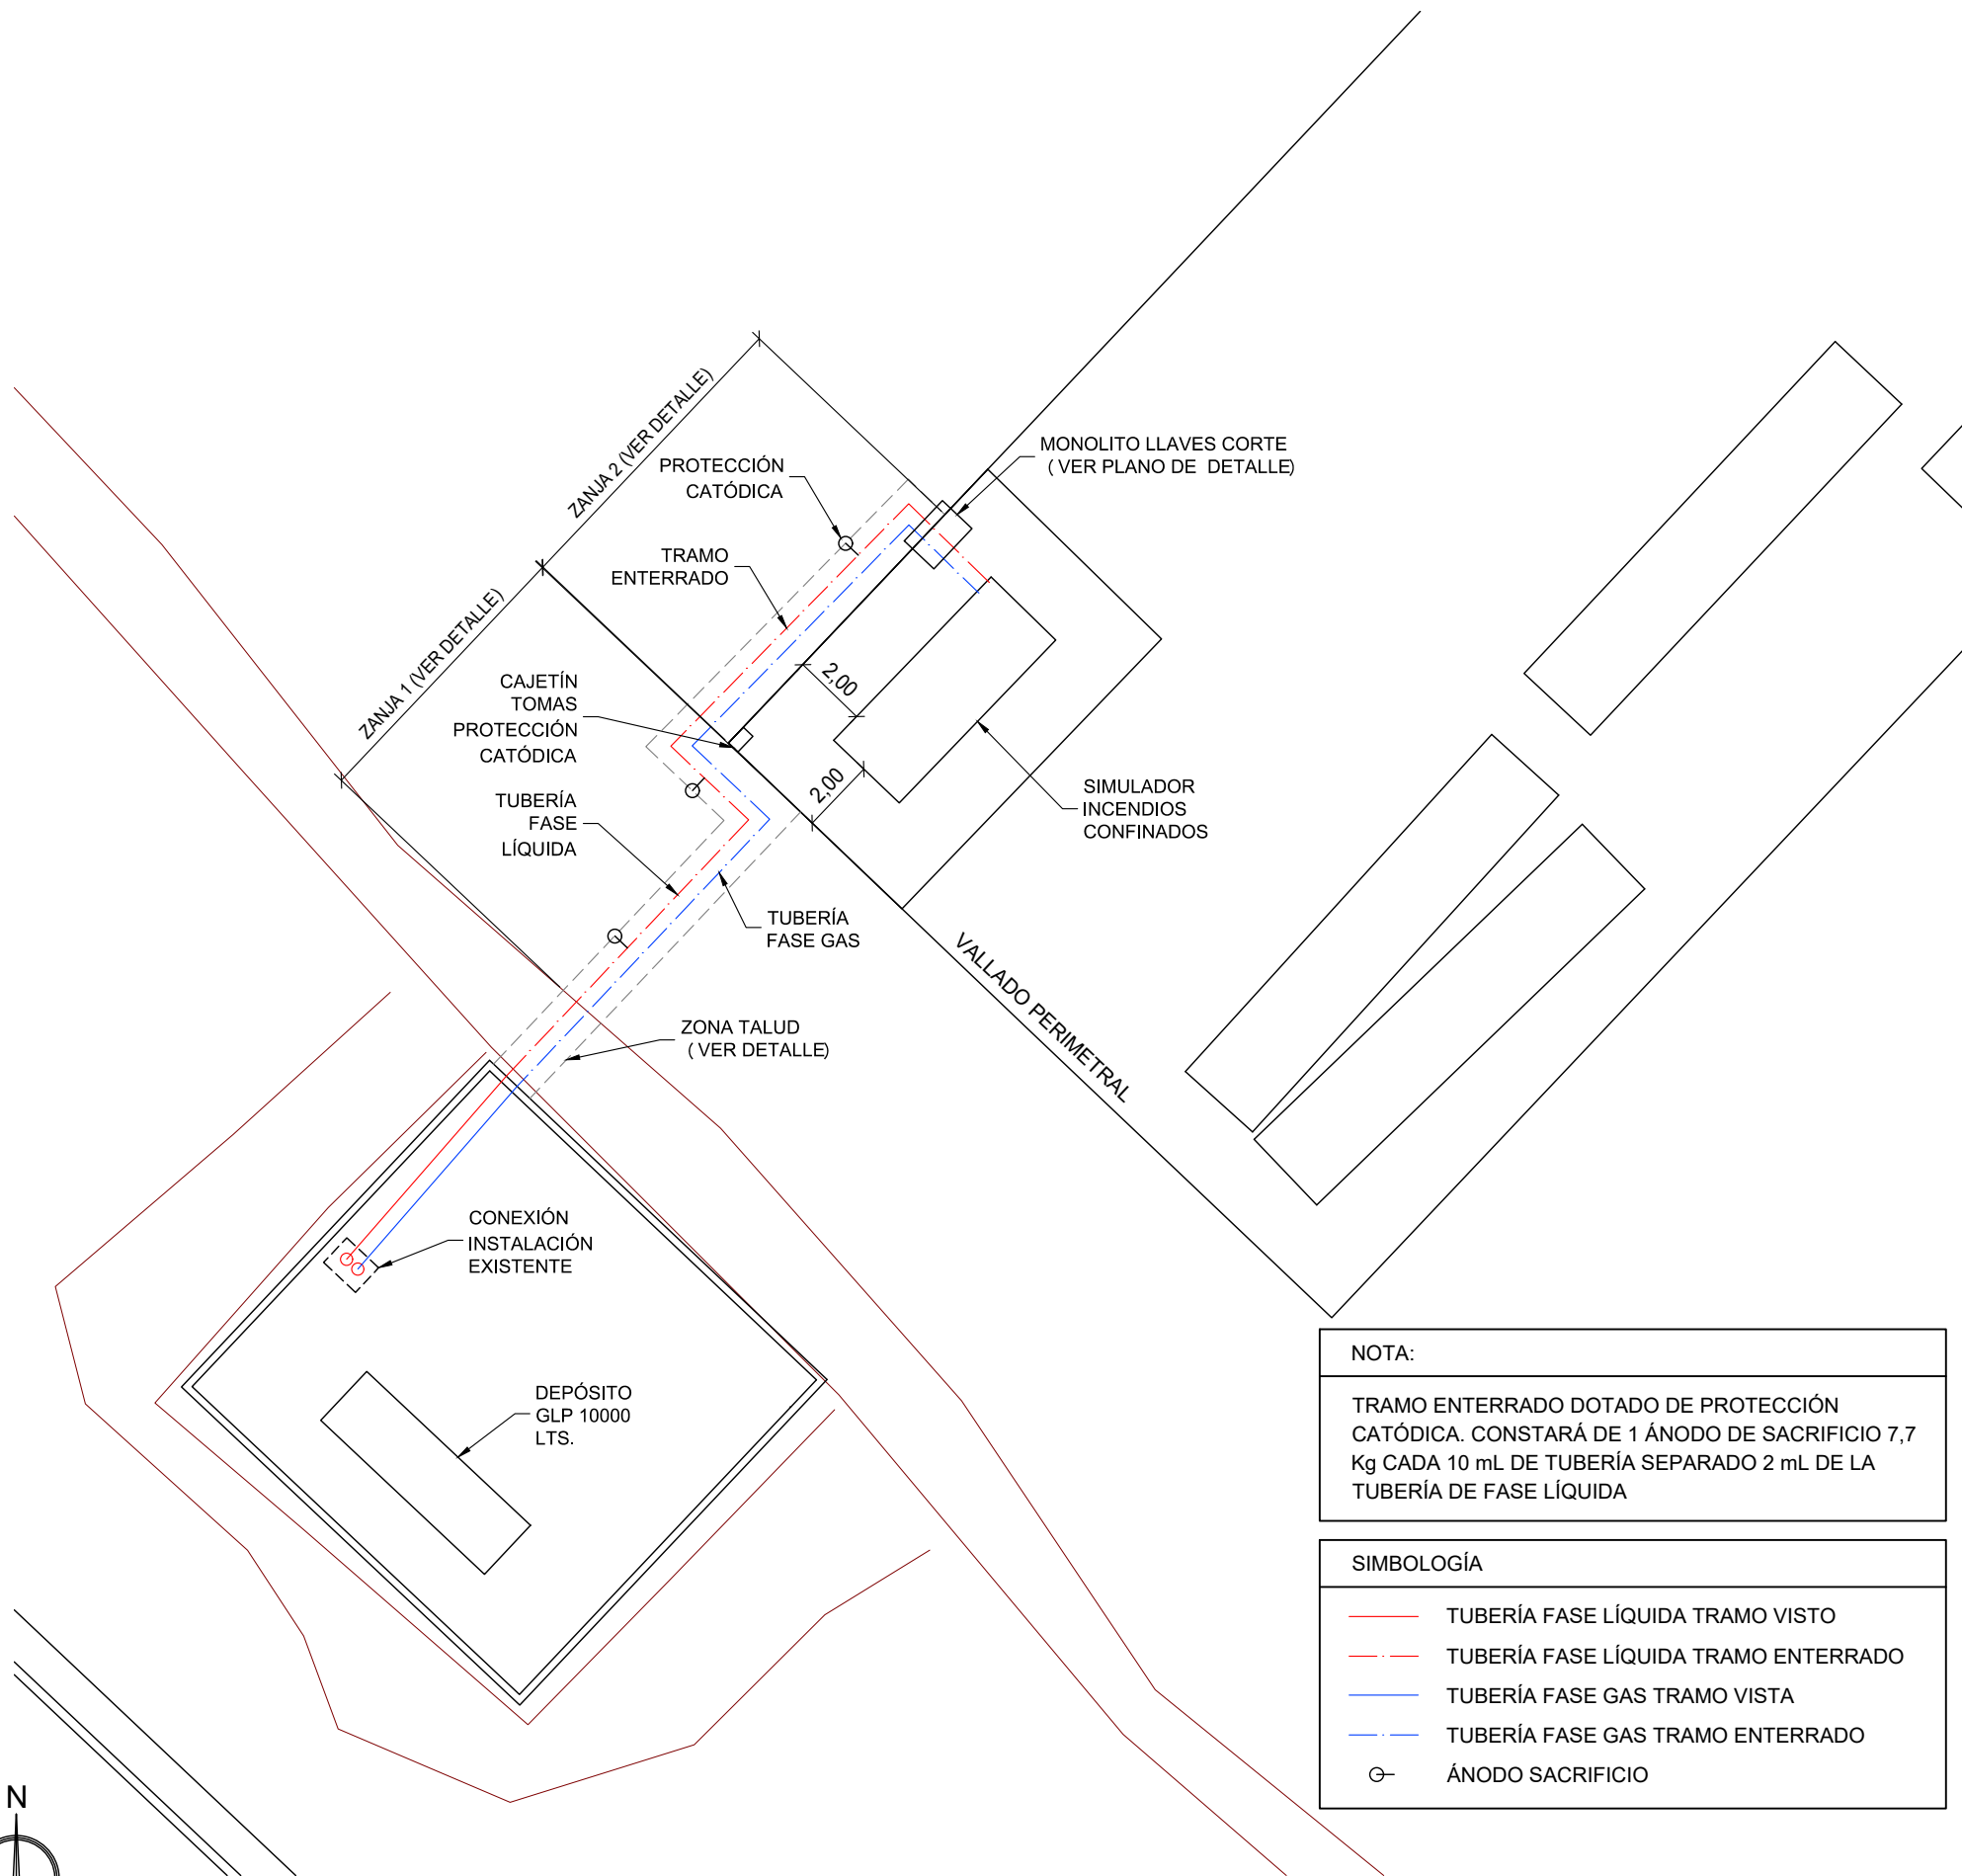 ZANJA 2 (VER DETALLE)
ZANJA 1 (VER DETALLE)
PROTECCIÓN
CATÓDICA
MONOLITO LLAVES CORTE
( VER PLANO DE  DETALLE)
TRAMO
ENTERRADO
CAJETÍN
TOMAS
PROTECCIÓN
CATÓDICA
2,00
2,00
TUBERÍA
FASE
LÍQUIDA
SIMULADOR
INCENDIOS
CONFINADOS
TUBERÍA
FASE GAS
VALLADO PERIMETRAL
ZONA TALUD
( VER DETALLE)
CONEXIÓN
INSTALACIÓN
EXISTENTE
DEPÓSITO
GLP 10000
LTS.
NOTA:
TRAMO ENTERRADO DOTADO DE PROTECCIÓN
CATÓDICA. CONSTARÁ DE 1 ÁNODO DE SACRIFICIO 7,7
Kg CADA 10 mL DE TUBERÍA SEPARADO 2 mL DE LA
TUBERÍA DE FASE LÍQUIDA
SIMBOLOGÍA
TUBERÍA FASE LÍQUIDA TRAMO VISTO
TUBERÍA FASE LÍQUIDA TRAMO ENTERRADO
TUBERÍA FASE GAS TRAMO VISTA
TUBERÍA FASE GAS TRAMO ENTERRADO
ÁNODO SACRIFICIO
N